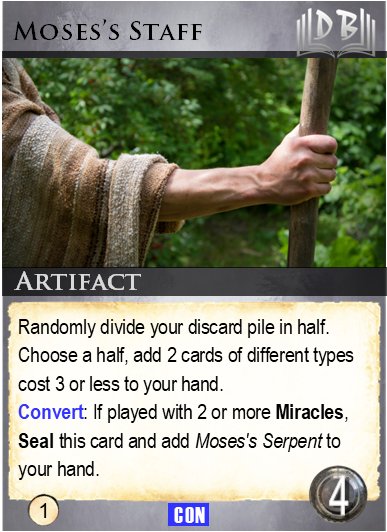 Moses's Staff
DB
Artifact
Randomly divide your discard pile in half.
Choose a half, add 2 cards of different types
cost 3 or less to your hand.
Convert: If played with 2 or more Miracles,
Seal this card and add Moses's Serpent to
your hand.
1
CON
4